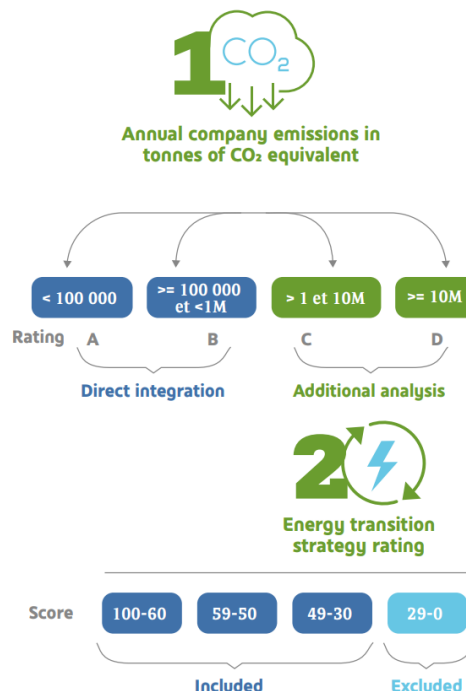 1
CO₂
Annual company emissions in
tonnes of CO₂ equivalent
< 100 000
>= 100 000
et <1M
> 1 et 10M
>= 10M
Rating A B C D
Direct integration
Additional analysis
2
Energy transition
strategy rating
Score 100-60 59-50 49-30 29-0
Included
Excluded